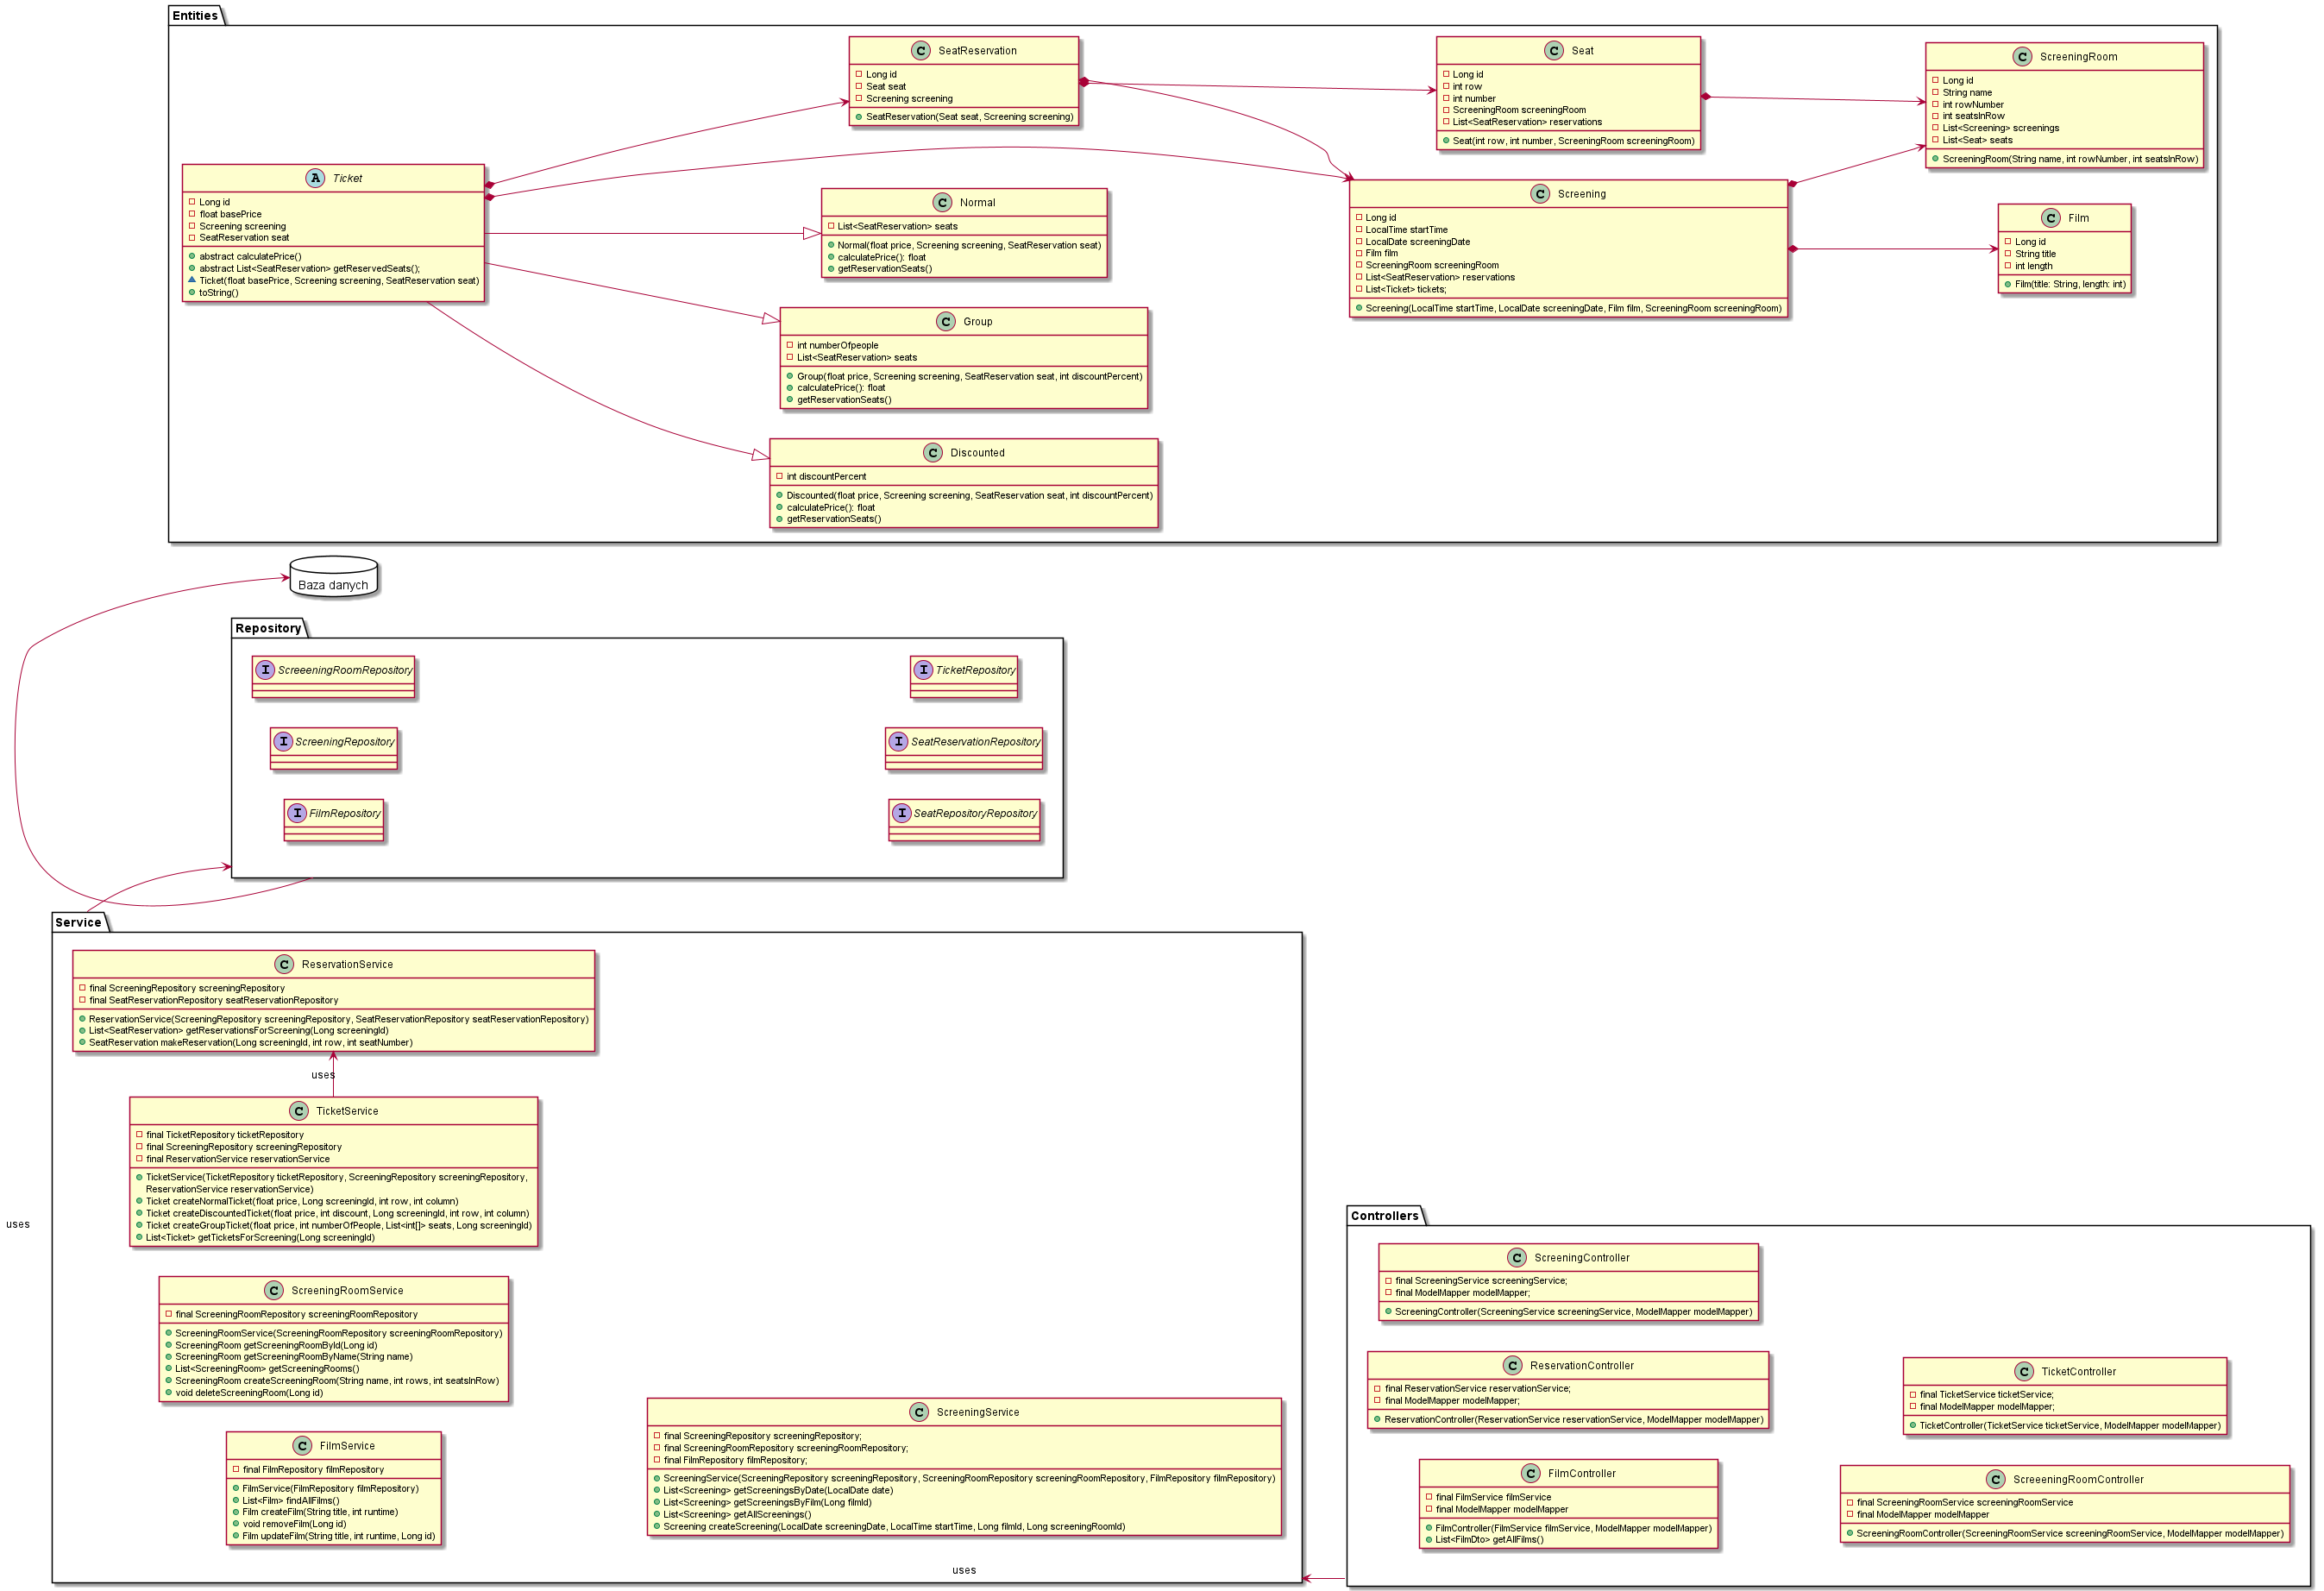 Entities
SeatReservation
Long id
Seat seat
Screening screening
SeatReservation(Seat seat, Screening screening)
Seat
Long id
int row
int number
ScreeningRoom screeningRoom
List<SeatReservation> reservations
Seat(int row, int number, ScreeningRoom screeningRoom)
ScreeningRoom
Long id
String name
int rowNumber
int seatsInRow
List<Screening> screenings
List<Seat> seats
ScreeningRoom(String name, int rowNumber, int seatsInRow)
Ticket
Long id
float basePrice
Screening screening
SeatReservation seat
abstract calculatePrice()
abstract List<SeatReservation> getReservedSeats();
Ticket(float basePrice, Screening screening, SeatReservation seat)
toString()
Normal
List<SeatReservation> seats
Normal(float price, Screening screening, SeatReservation seat)
calculatePrice(): float
getReservationSeats()
Screening
Long id
LocalTime startTime
LocalDate screeningDate
Film film
ScreeningRoom screeningRoom
List<SeatReservation> reservations
List<Ticket> tickets;
Screening(LocalTime startTime, LocalDate screeningDate, Film film, ScreeningRoom screeningRoom)
Film
Long id
String title
int length
Film(title: String, length: int)
Group
int numberOfpeople
List<SeatReservation> seats
Group(float price, Screening screening, SeatReservation seat, int discountPercent)
calculatePrice(): float
getReservationSeats()
Discounted
int discountPercent
Discounted(float price, Screening screening, SeatReservation seat, int discountPercent)
calculatePrice(): float
getReservationSeats()
Baza danych
Repository
ScreeeningRoomRepository
TicketRepository
ScreeningRepository
SeatReservationRepository
FilmRepository
SeatRepositoryRepository
Service
ReservationService
final ScreeningRepository screeningRepository
final SeatReservationRepository seatReservationRepository
ReservationService(ScreeningRepository screeningRepository, SeatReservationRepository seatReservationRepository)
List<SeatReservation> getReservationsForScreening(Long screeningId)
SeatReservation makeReservation(Long screeningId, int row, int seatNumber)
uses
TicketService
final TicketRepository ticketRepository
final ScreeningRepository screeningRepository
final ReservationService reservationService
TicketService(TicketRepository ticketRepository, ScreeningRepository screeningRepository,
ReservationService reservationService)
Ticket createNormalTicket(float price, Long screeningId, int row, int column)
Ticket createDiscountedTicket(float price, int discount, Long screeningId, int row, int column)
Ticket createGroupTicket(float price, int numberOfPeople, List<int[]> seats, Long screeningId)
List<Ticket> getTicketsForScreening(Long screeningId)
uses
ScreeningRoomService
final ScreeningRoomRepository screeningRoomRepository
ScreeningRoomService(ScreeningRoomRepository screeningRoomRepository)
ScreeningRoom getScreeningRoomById(Long id)
ScreeningRoom getScreeningRoomByName(String name)
List<ScreeningRoom> getScreeningRooms()
ScreeningRoom createScreeningRoom(String name, int rows, int seatsInRow)
void deleteScreeningRoom(Long id)
FilmService
final FilmRepository filmRepository
FilmService(FilmRepository filmRepository)
List<Film> findAllFilms()
Film createFilm(String title, int runtime)
void removeFilm(Long id)
Film updateFilm(String title, int runtime, Long id)
ScreeningService
final ScreeningRepository screeningRepository;
final ScreeningRoomRepository screeningRoomRepository;
final FilmRepository filmRepository;
ScreeningService(ScreeningRepository screeningRepository, ScreeningRoomRepository screeningRoomRepository, FilmRepository filmRepository)
List<Screening> getScreeningsByDate(LocalDate date)
List<Screening> getScreeningsByFilm(Long filmId)
List<Screening> getAllScreenings()
Screening createScreening(LocalDate screeningDate, LocalTime startTime, Long filmId, Long screeningRoomId)
uses
Controllers
ScreeningController
final ScreeningService screeningService;
final ModelMapper modelMapper;
ScreeningController(ScreeningService screeningService, ModelMapper modelMapper)
ReservationController
final ReservationService reservationService;
final ModelMapper modelMapper;
ReservationController(ReservationService reservationService, ModelMapper modelMapper)
TicketController
final TicketService ticketService;
final ModelMapper modelMapper;
TicketController(TicketService ticketService, ModelMapper modelMapper)
FilmController
final FilmService filmService
final ModelMapper modelMapper
FilmController(FilmService filmService, ModelMapper modelMapper)
List<FilmDto> getAllFilms()
ScreeeningRoomController
final ScreeningRoomService screeningRoomService
final ModelMapper modelMapper
ScreeningRoomController(ScreeningRoomService screeningRoomService, ModelMapper modelMapper)